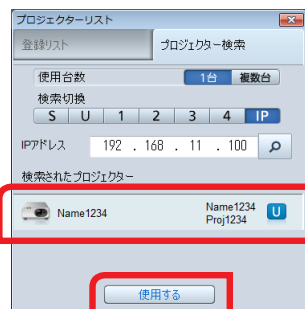 プロジェクターリスト
登録リスト プロジェクター検索
使用台数 1台 複数台
検索切換
S U 1 2 3 4 IP
IPアドレス 192 . 168 . 11 . 100
検索されたプロジェクター
Name1234 Name1234 U
Proj1234
使用する